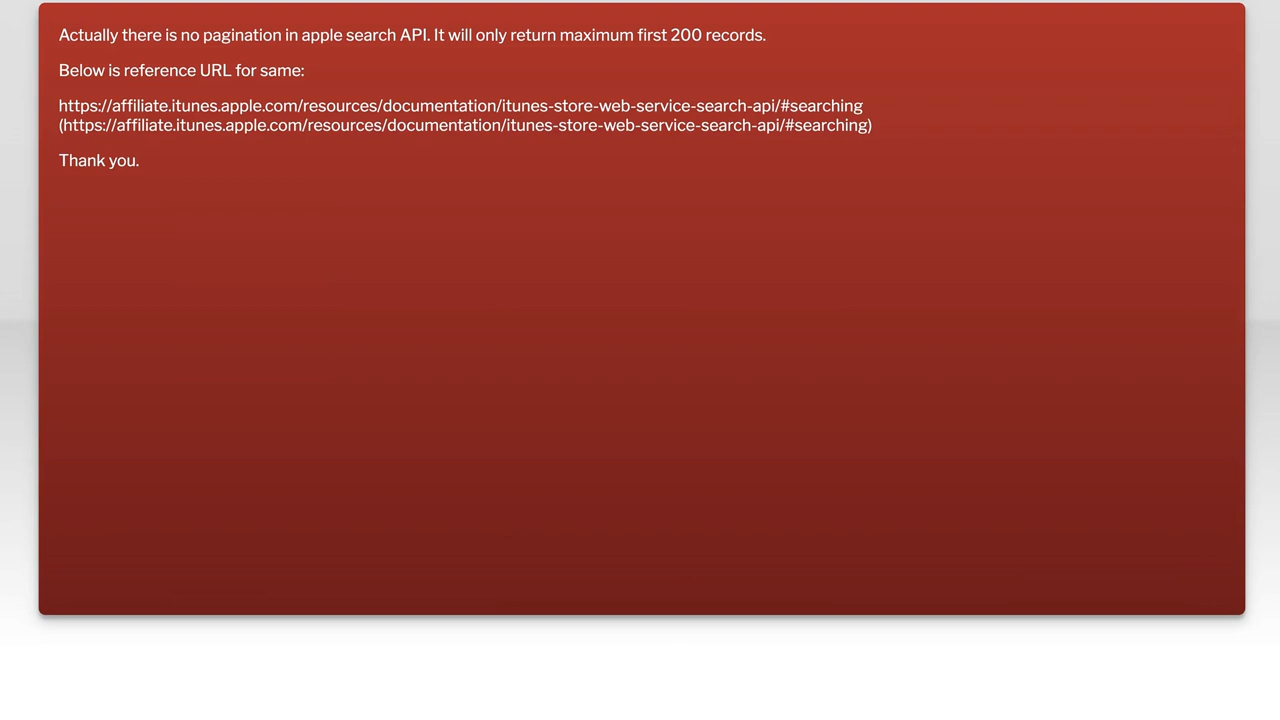 Actually there is no pagination in apple search API. It will only return maximum first 200 records.
Below is reference URL for same:
https://affiliate.itunes.apple.com/resources/documentation/itunes-store-web-service-search-api/#searching
(https://affiliate.itunes.apple.com/resources/documentation/itunes-store-web-service-search-api/#searching)
Thank you.